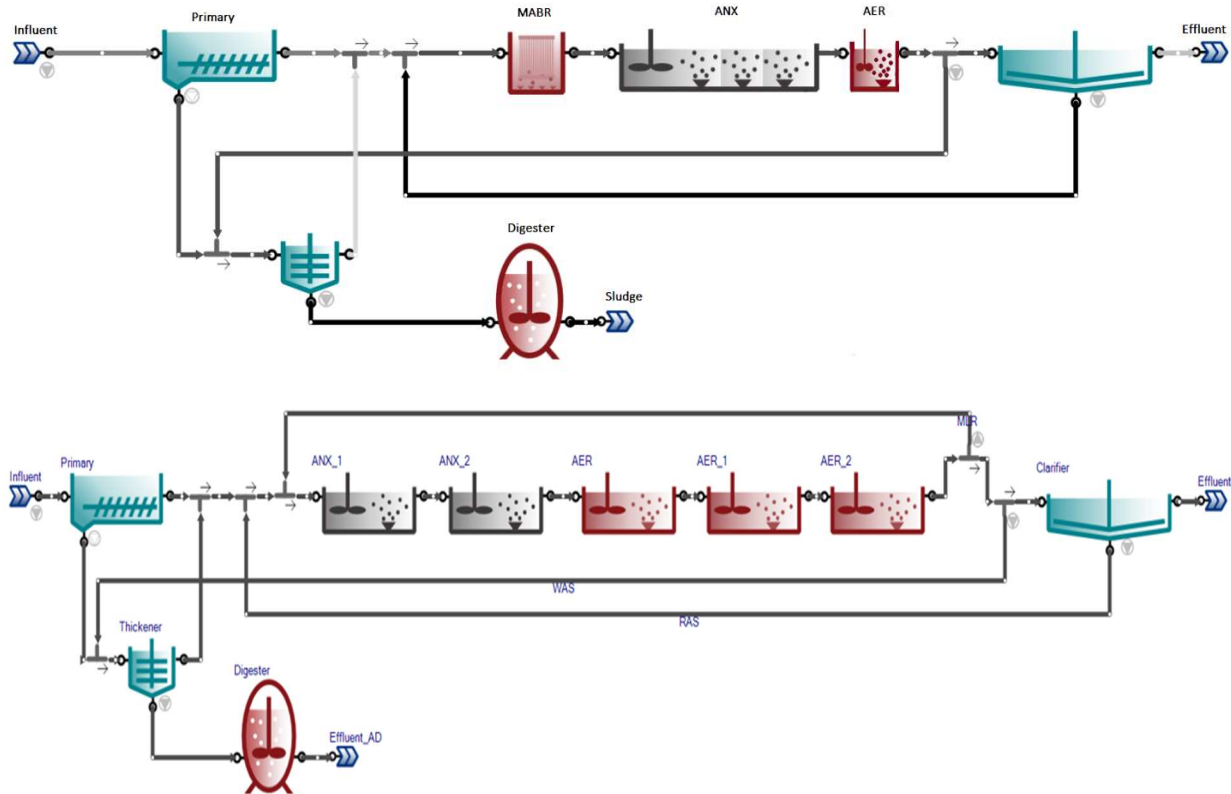 Influent
Primary
MABR
ANX
AER
Effluent
Digester
Sludge
MLR
Influent
Primary
ANX_1
ANX_2
AER
AER_1
AER_2
Clarifier
Effluent
WAS
RAS
Thickener
Digester
Effluent_AD